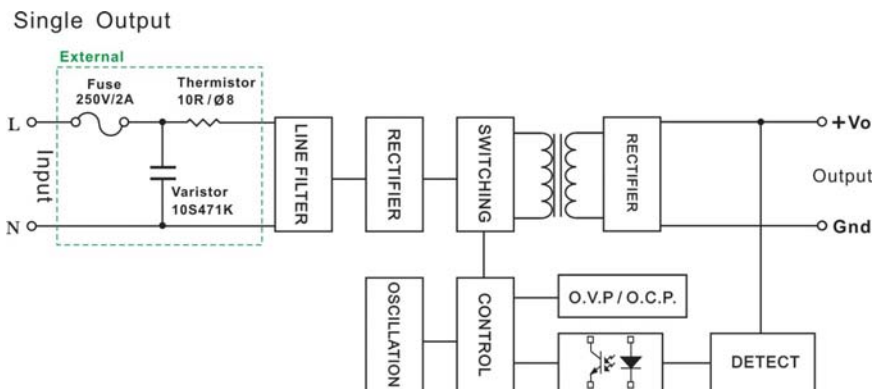 Single Output
External
Fuse
250V/2A
Thermistor
10R/Ø8
L
Input
N
Varistor
10S471K
LINE FILTER
RECTIFIER
SWITCHING
RECTIFIER
+Vo
Output
Gnd
OSCILLATION
CONTROL
O.V.P / O.C.P.
DETECT